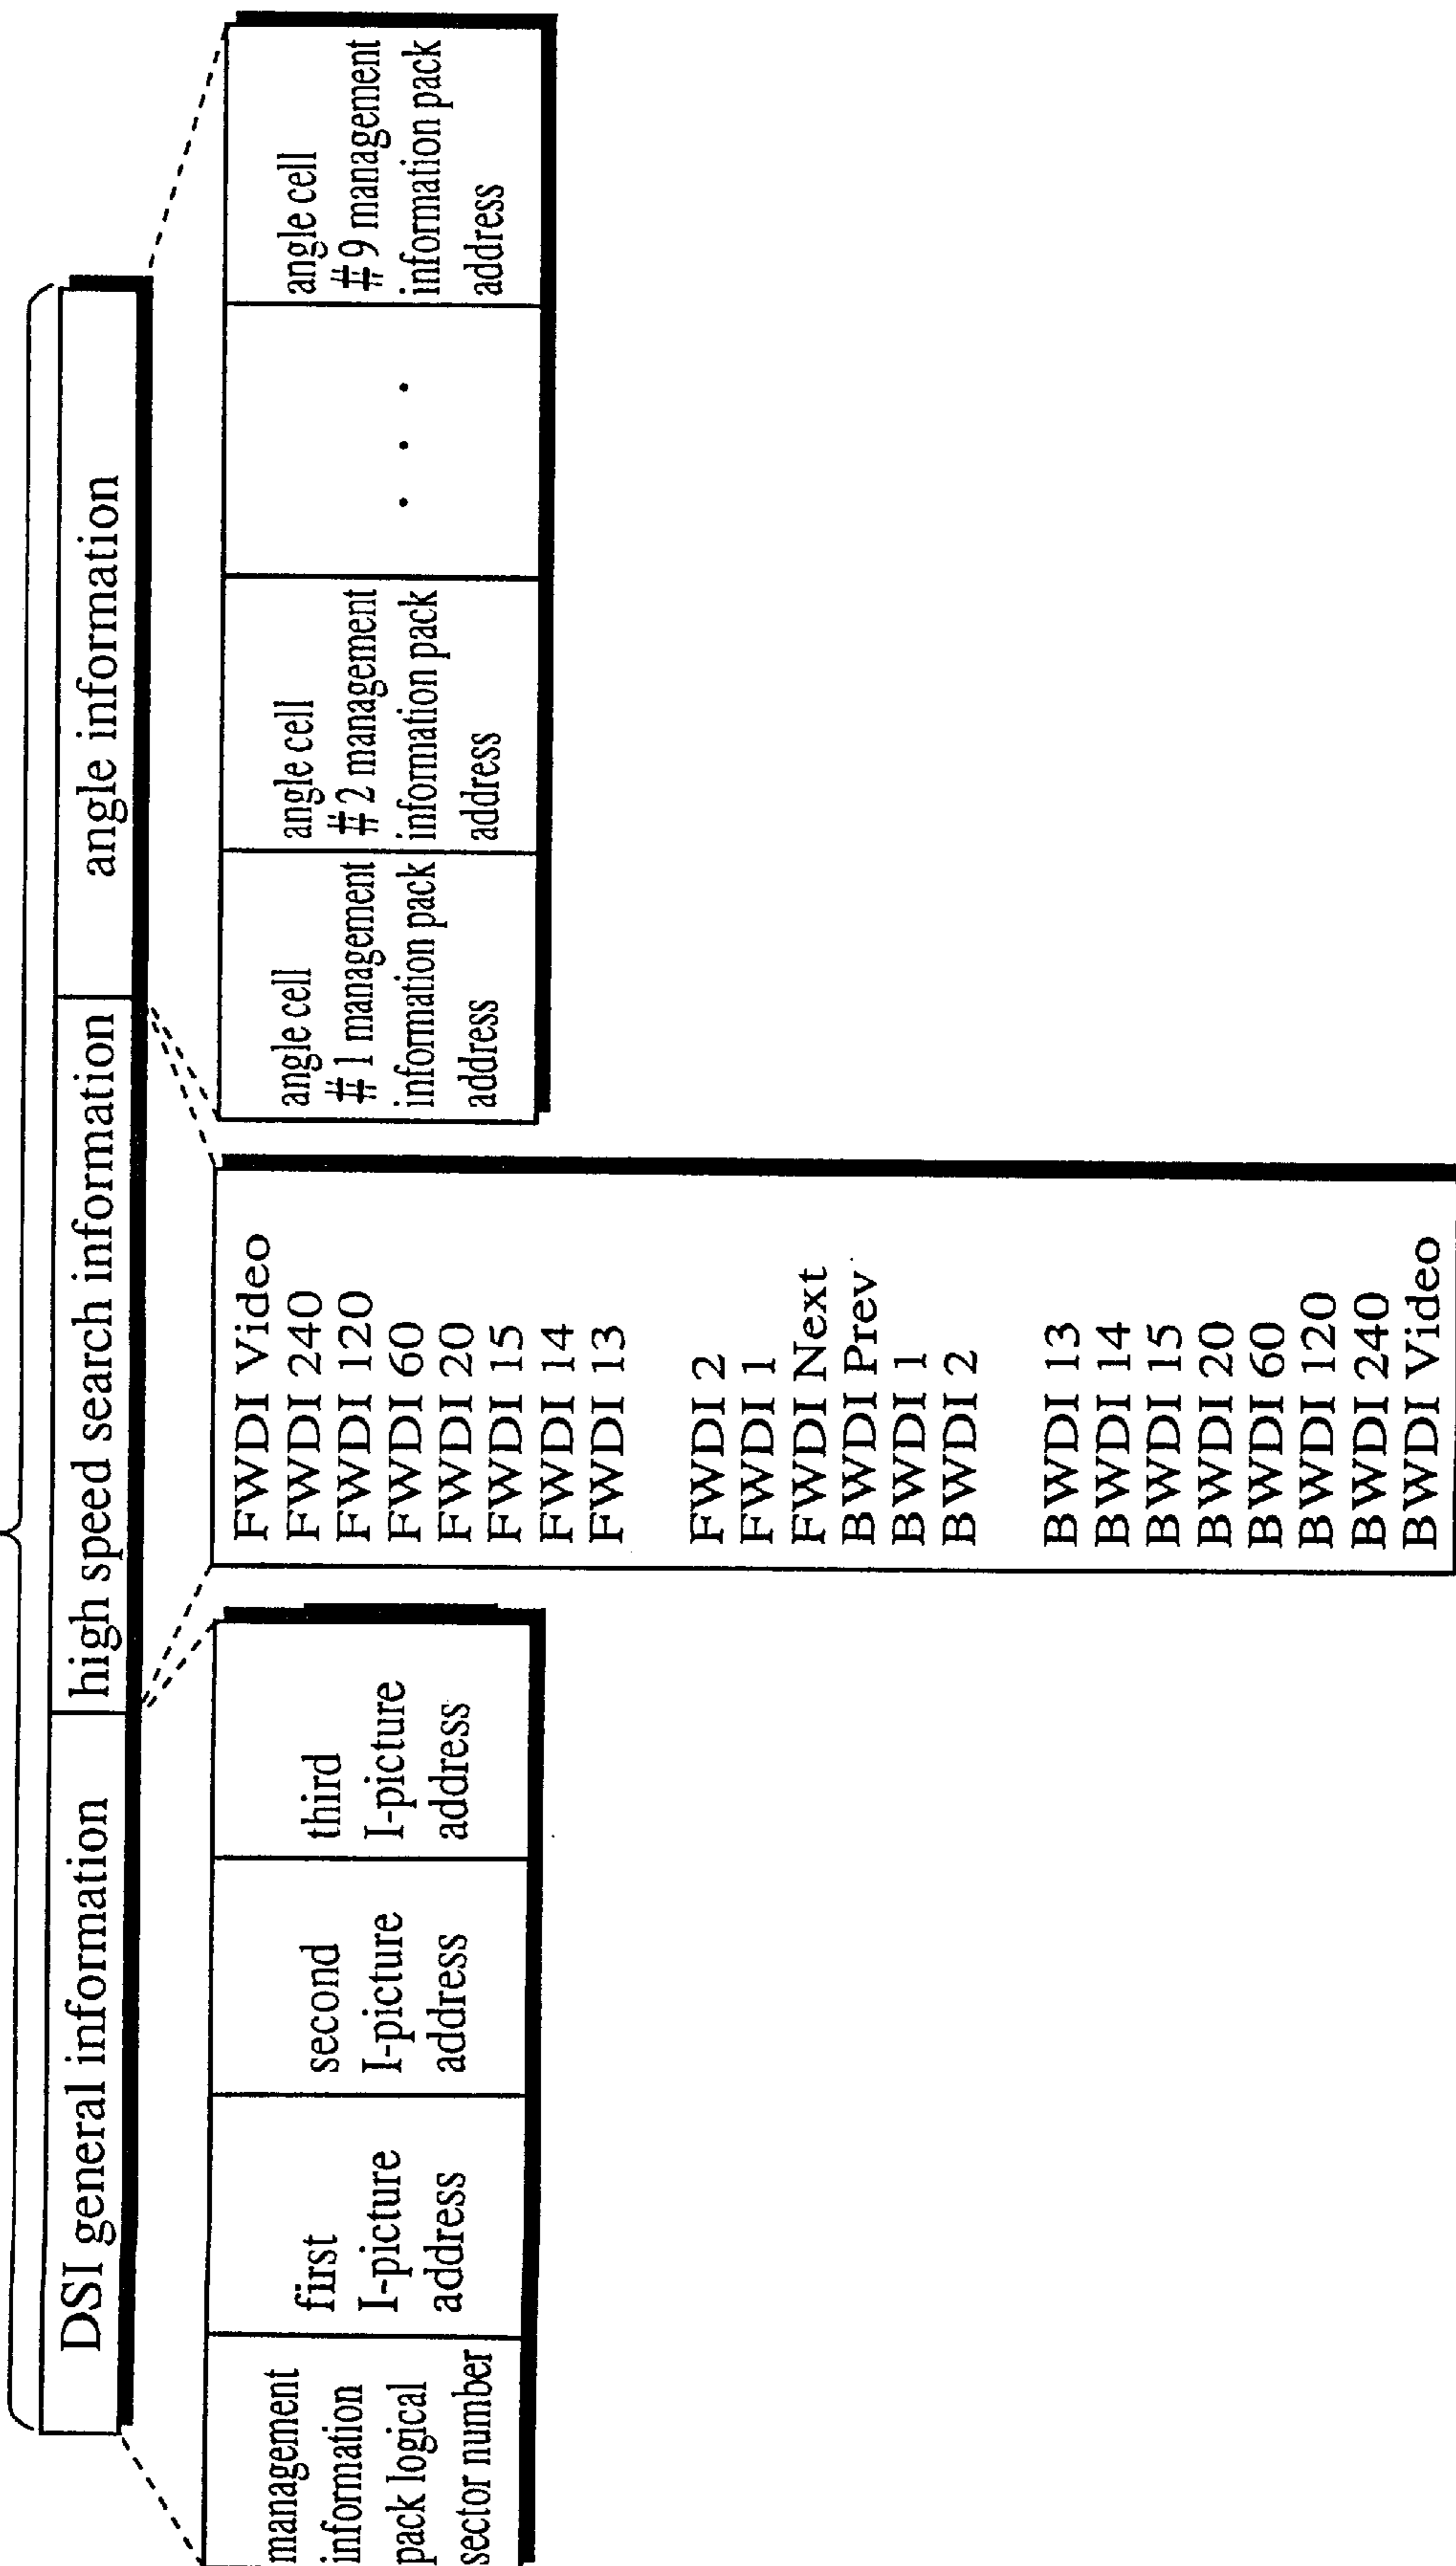 DSI general information
high speed search information
angle information
management
information
pack logical
sector number
first
I-picture
address
second
I-picture
address
third
I-picture
address
FWDI Video
FWDI 240
FWDI 120
FWDI 60
FWDI 20
FWDI 15
FWDI 14
FWDI 13
FWDI 2
FWDI 1
FWDI Next
BWDI Prev
BWDI 1
BWDI 2
BWDI 13
BWDI 14
BWDI 15
BWDI 20
BWDI 60
BWDI 120
BWDI 240
BWDI Video
angle cell
# 1 management
information pack
address
angle cell
# 2 management
information pack
address
. . .
angle cell
# 9 management
information pack
address